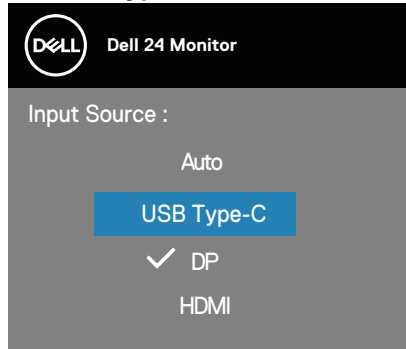 DELL
Dell 24 Monitor
Input Source :
Auto
USB Type-C
DP
HDMI